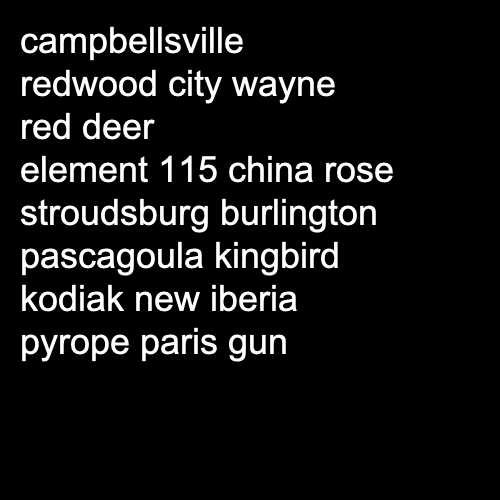 campbellsville
redwood city wayne
red deer
element 115 china rose
stroudsburg burlington
pascagoula kingbird
kodiak new iberia
pyrope paris gun